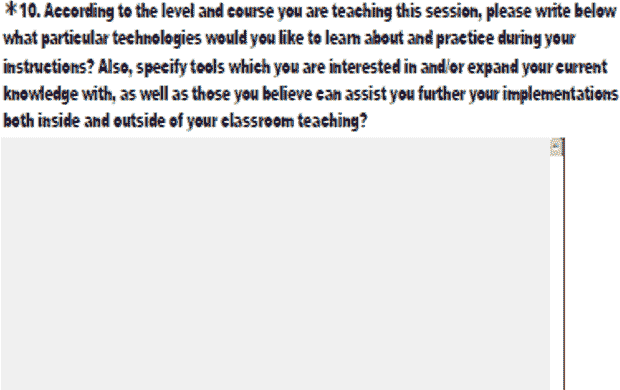 *10. According to the level and course you are teaching this session, please write below
what particular technologies would you like to learn about and practice during your
instructions? Also, specify tools which you are interested in and/or expand your current
knowledge with, as well as those you believe can assist you further your implementations
both inside and outside of your classroom teaching?